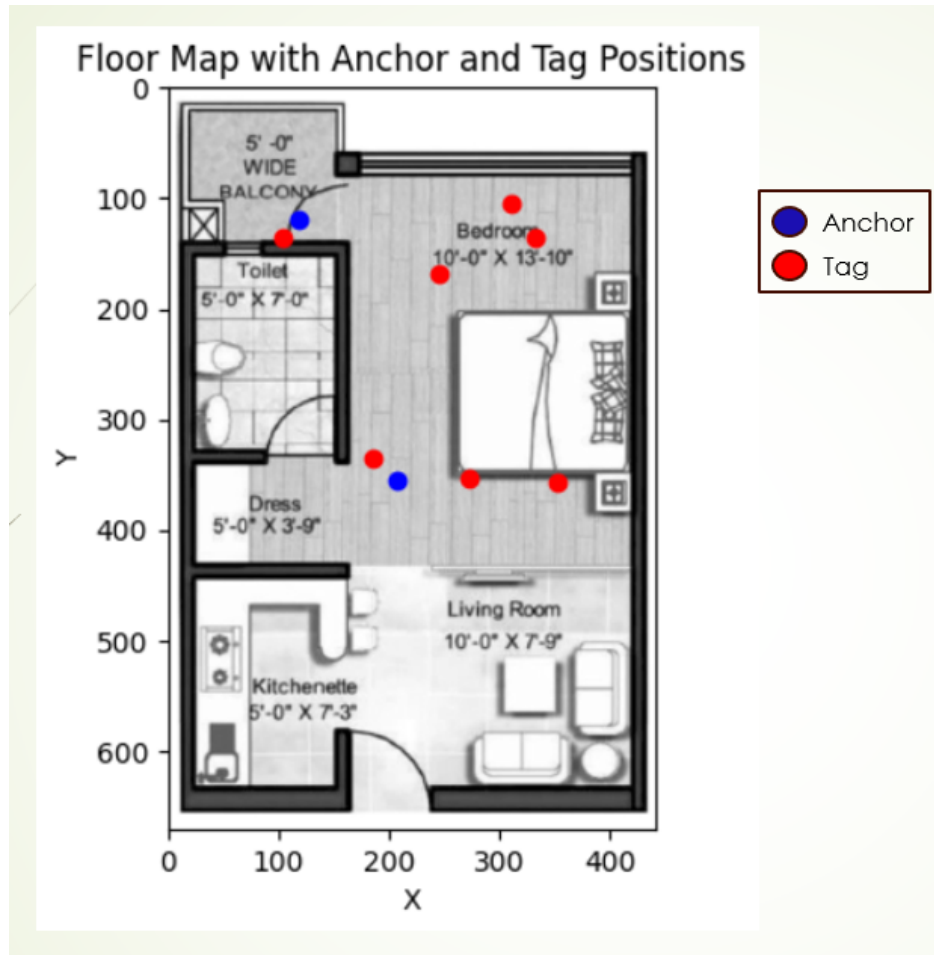 Floor Map with Anchor and Tag Positions
0
100
200
300
400
500
600
Y
0
100
200
300
400
X
5' -0"
WIDE
BALCONY
Bedroom
10'-0" X 13'-10"
Toilet
5'-0" X 7'-0"
Dress
5'-0" X 3'-9"
Living Room
10'-0" X 7'-9"
Kitchenette
5'-0" X 7'-3"
Anchor
Tag